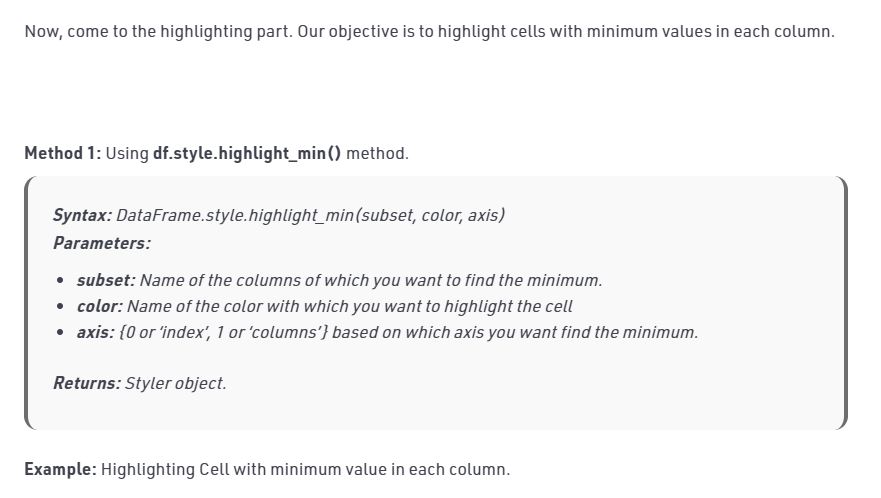 Now, come to the highlighting part. Our objective is to highlight cells with minimum values in each column.
Method 1: Using df.style.highlight_min() method.
Syntax: DataFrame.style.highlight_min(subset, color, axis)
Parameters:
• subset: Name of the columns of which you want to find the minimum.
• color: Name of the color with which you want to highlight the cell
• axis: {0 or ‘index’, 1 or ‘columns’} based on which axis you want find the minimum.
Returns: Styler object.
Example: Highlighting Cell with minimum value in each column.